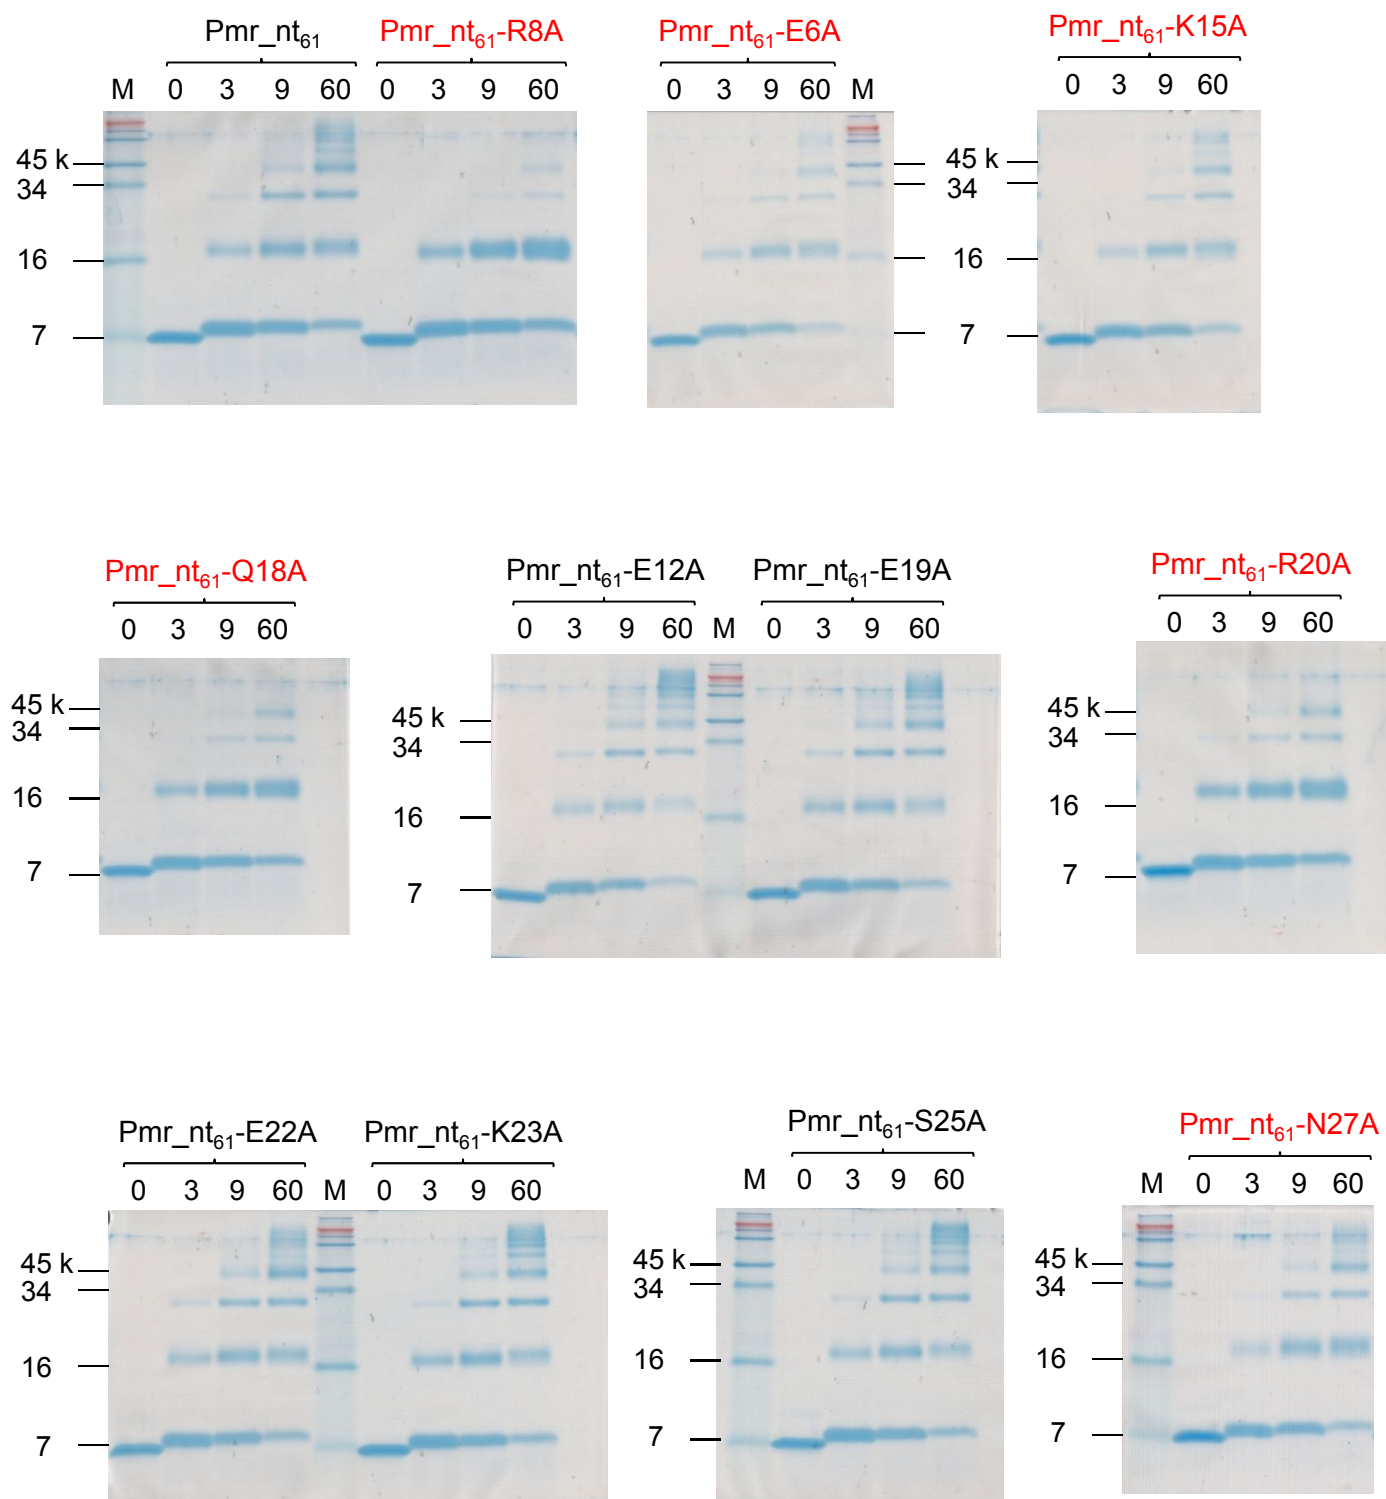 Pmr_nt61 Pmr_nt61-R8A Pmr_nt61-E6A Pmr_nt61-K15A
M 0 3 9 60 0 3 9 60 0 3 9 60 M 0 3 9 60
45 k 45 k
34 34
16 16
7 7
Pmr_nt61-Q18A Pmr_nt61-E12A Pmr_nt61-E19A Pmr_nt61-R20A
0 3 9 60 0 3 9 60 M 0 3 9 60 0 3 9 60
45 k 45 k 45 k
34 34 34
16 16 16
7 7 7
Pmr_nt61-E22A Pmr_nt61-K23A Pmr_nt61-S25A Pmr_nt61-N27A
0 3 9 60 M 0 3 9 60 M 0 3 9 60 M 0 3 9 60
45 k 45 k 45 k
34 34 34
16 16 16
7 7 7